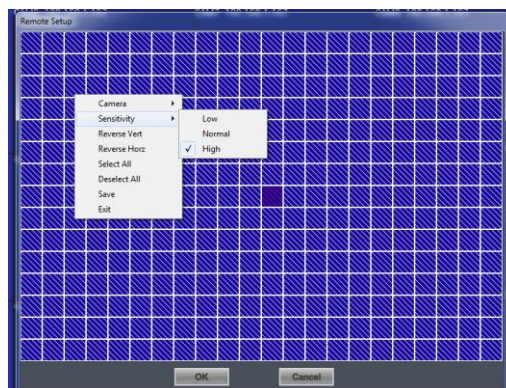 Remote Setup
Camera
Sensitivity
Reverse Vert
Reverse Horz
Select All
Deselect All
Save
Exit
Low
Normal
High
OK
Cancel